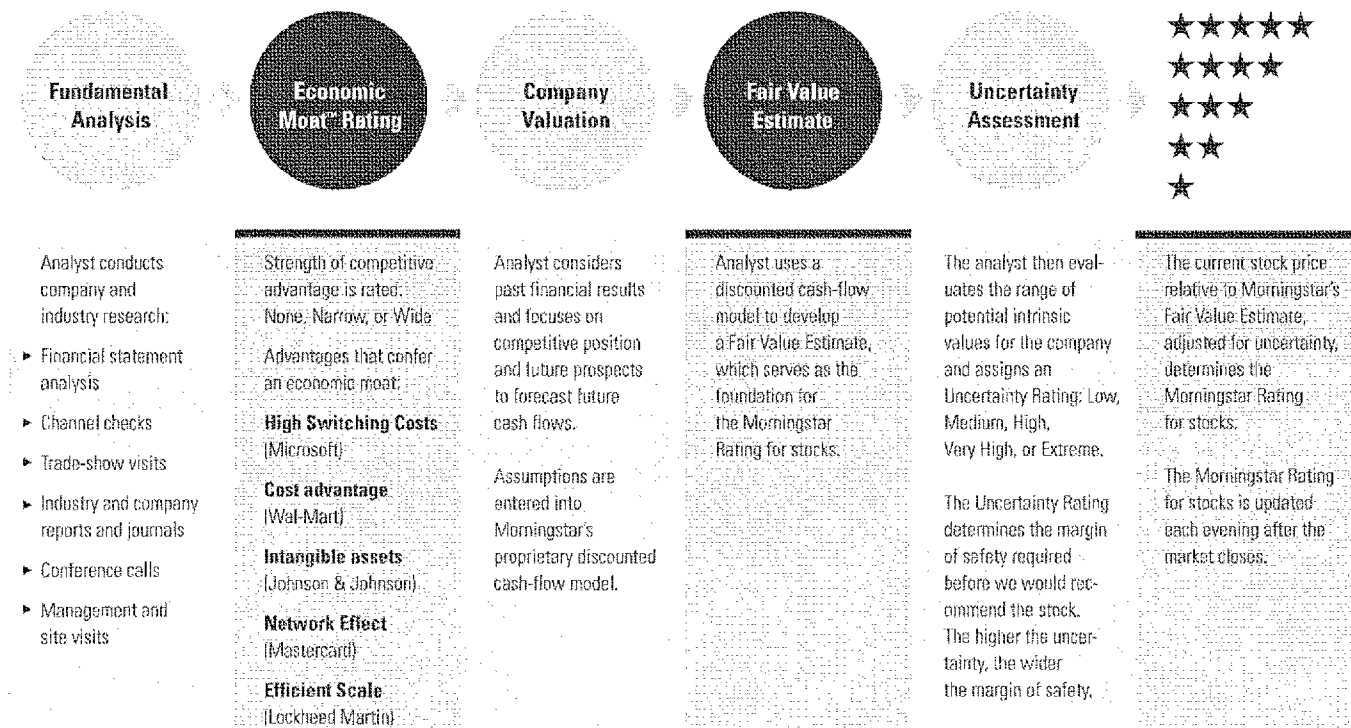 Fundamental
Analysis
Economic
Moat™ Rating
Company
Valuation
Fair Value
Estimate
Uncertainty
Assessment
Analyst conducts
company and
industry research:
▸ Financial statement
analysis
▸ Channel checks
▸ Trade-show visits
▸ Industry and company
reports and journals
▸ Conference calls
▸ Management and
site visits
Strength of competitive
advantage is rated:
None, Narrow, or Wide
Advantages that confer
an economic moat:
High Switching Costs
(Microsoft)
Cost advantage
(Wal-Mart)
Intangible assets
(Johnson & Johnson)
Network Effect
(Mastercard)
Efficient Scale
(Lockheed Martin)
Analyst considers
past financial results
and focuses on
competitive position
and future prospects
to forecast future
cash flows.
Assumptions are
entered into
Morningstar's
proprietary discounted
cash-flow model.
Analyst uses a
discounted cash-flow
model to develop
a Fair Value Estimate,
which serves as the
foundation for
the Morningstar
Rating for stocks.
The analyst then eval-
uates the range of
potential intrinsic
values for the company
and assigns an
Uncertainty Rating: Low,
Medium, High,
Very High, or Extreme.
The Uncertainty Rating
determines the margin
of safety required
before we would rec-
ommend the stock.
The higher the uncer-
tainty, the wider
the margin of safety.
The current stock price
relative to Morningstar's
Fair Value Estimate,
adjusted for uncertainty,
determines the
Morningstar Rating
for stocks.
The Morningstar Rating
for stocks is updated
each evening after the
market closes.